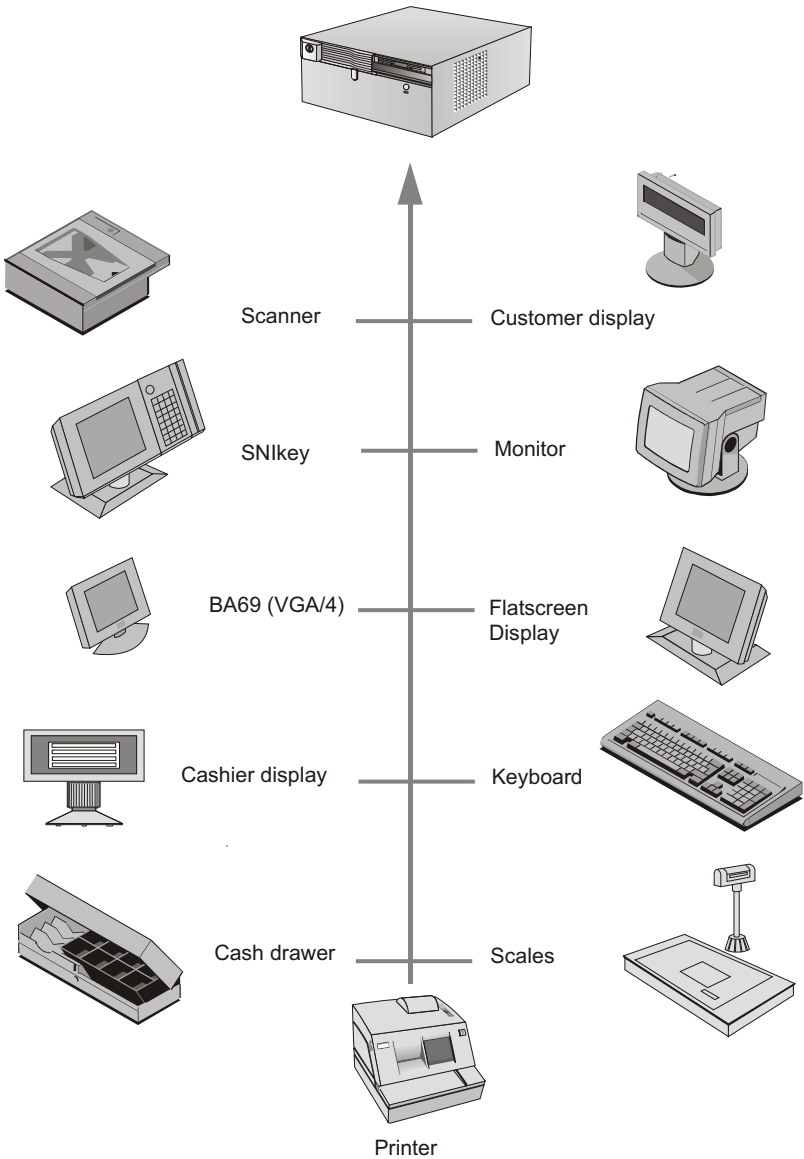 Scanner
Customer display
SNIkey
Monitor
BA69 (VGA/4)
Flatscreen
Display
Cashier display
Keyboard
Cash drawer
Scales
Printer